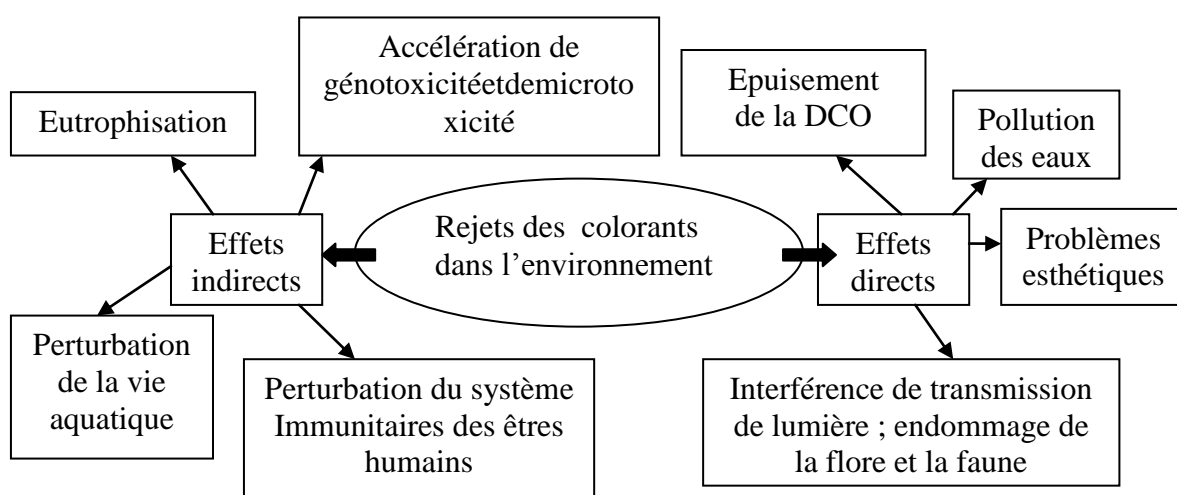 Accélération de
génotoxicitéetdemicroto
xicité
Epuisement
de la DCO
Eutrophisation
Pollution
des eaux
Rejets des colorants
dans l’environnement
Effets
indirects
Effets
directs
Problèmes
esthétiques
Perturbation
de la vie
aquatique
Perturbation du système
Immunitaires des êtres
humains
Interférence de transmission
de lumière ; endommage de
la flore et la faune